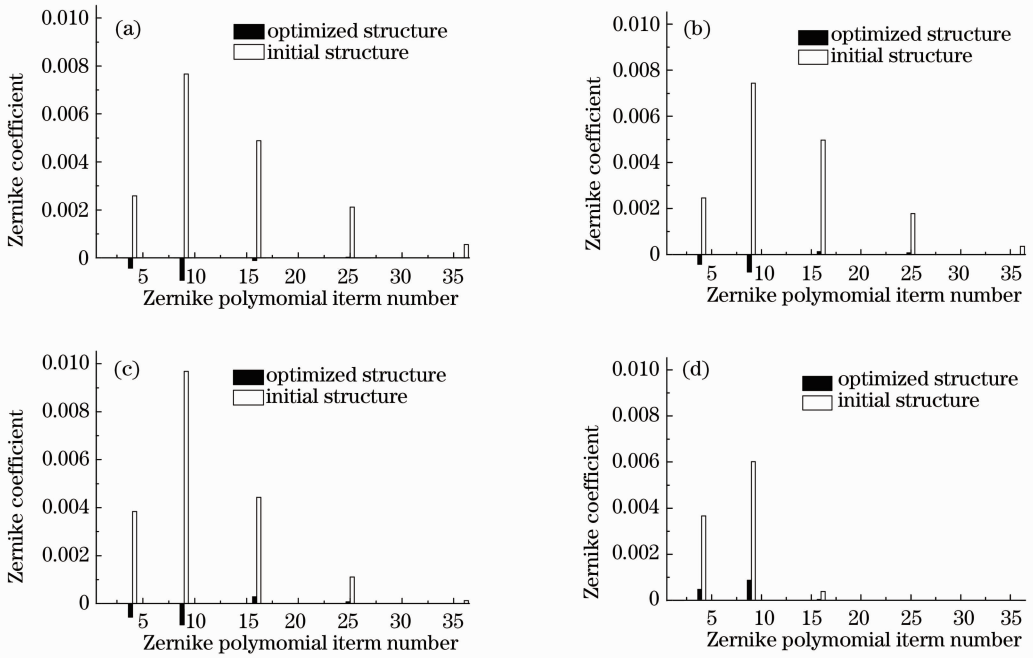 (a)
optimized structure
initial structure
0.010
0.008
0.006
0.004
0.002
0
Zernike coefficient
5 10 15 20 25 30 35
Zernike polymomial iterm number
(b)
optimized structure
initial structure
0.010
0.008
0.006
0.004
0.002
0
Zernike coefficient
5 10 15 20 25 30 35
Zernike polymomial iterm number
(c)
optimized structure
initial structure
0.010
0.008
0.006
0.004
0.002
0
Zernike coefficient
5 10 15 20 25 30 35
Zernike polymomial iterm number
(d)
optimized structure
initial structure
0.010
0.008
0.006
0.004
0.002
0
Zernike coefficient
5 10 15 20 25 30 35
Zernike polymomial iterm number